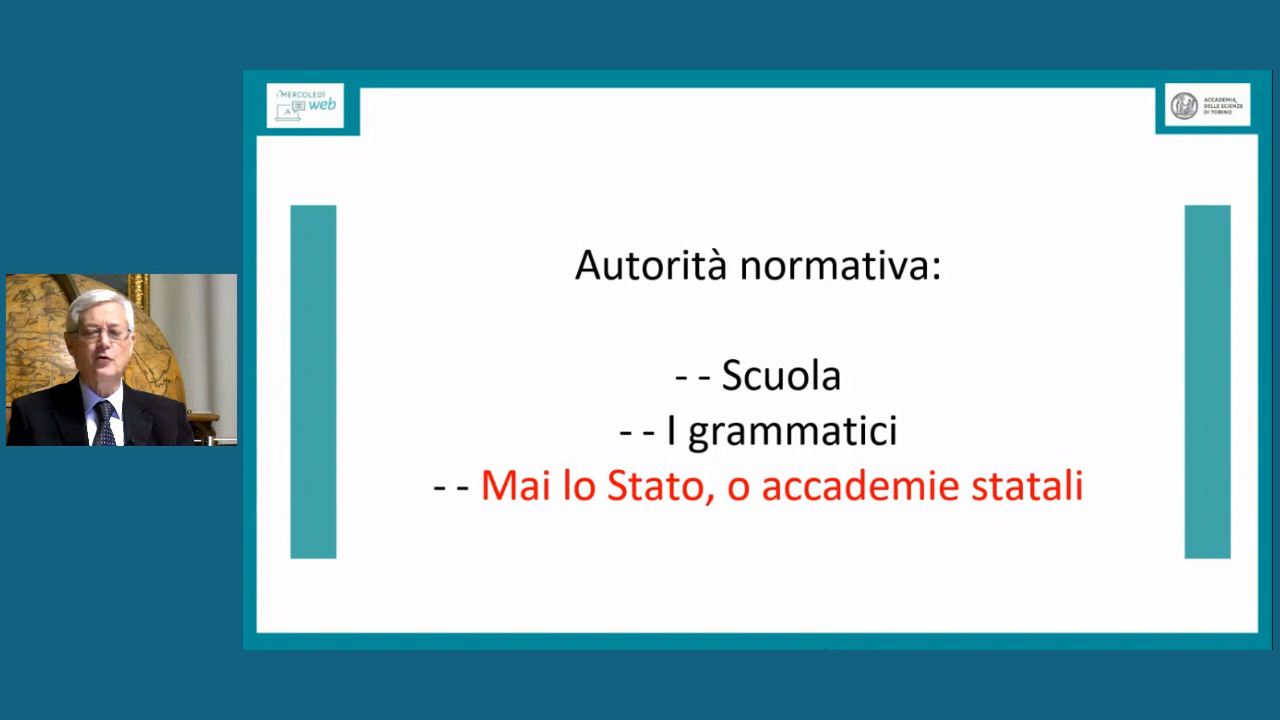 i MERCOLEDÌ
web
A
ACCADEMIA
DELLE SCIENZE
DI TORINO
Autorità normativa:
- - Scuola
- - I grammatici
- - Mai lo Stato, o accademie statali